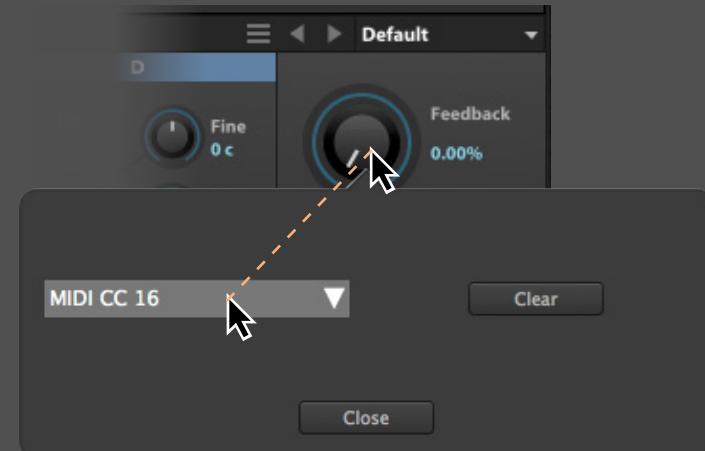 Default
D
Fine
0 c
Feedback
0.00%
MIDI CC 16
Clear
Close